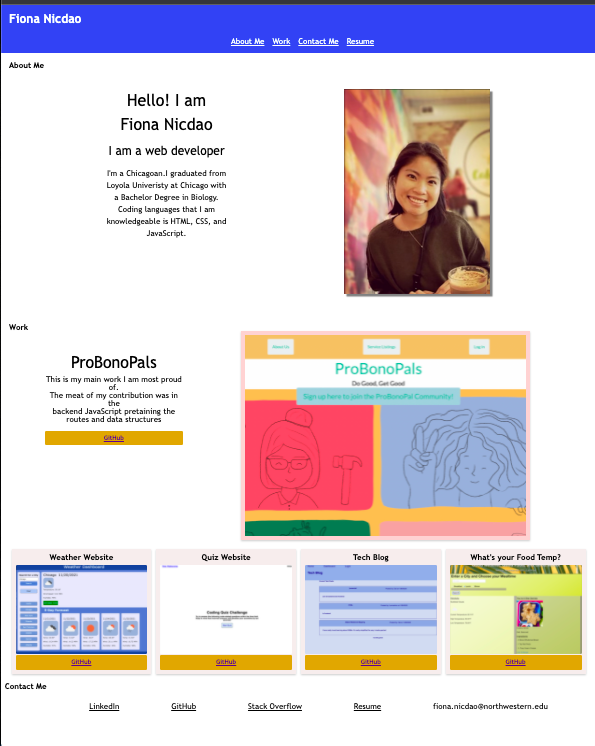 Fiona Nicdao
About Me Work Contact Me Resume
About Me
Hello! I am
Fiona Nicdao
I am a web developer
I'm a Chicagoan.I graduated from
Loyola Univeristy at Chicago with
a Bachelor Degree in Biology.
Coding languages that I am
knowledgeable is HTML, CSS, and
JavaScript.
Work
ProBonoPals
This is my main work I am most proud
of.
The meat of my contribution was in
the
backend JavaScript pretaining the
routes and data structures
GitHub
About Us Service Listings Log In
ProBonoPals
Do Good, Get Good
Sign up here to join the ProBonoPal Community!
Weather Website
Weather Dashboard
GitHub
Quiz Website
Coding Quiz Challenge
GitHub
Tech Blog
Tech Blog
GitHub
What's your Food Temp?
Enter a City and Choose your Mealtime
GitHub
Contact Me
LinkedIn GitHub Stack Overflow Resume fiona.nicdao@northwestern.edu